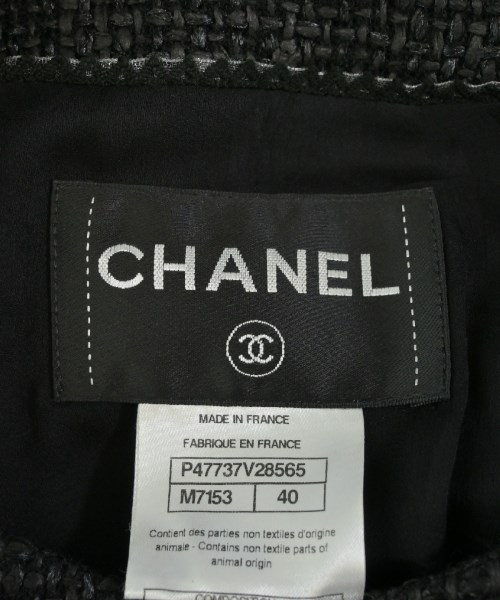 CHANEL
MADE IN FRANCE
FABRIQUE EN FRANCE
P47737V28565
M7153 40
Contient des parties non textiles d'origine
animale - Contains non textile parts of
animal origin